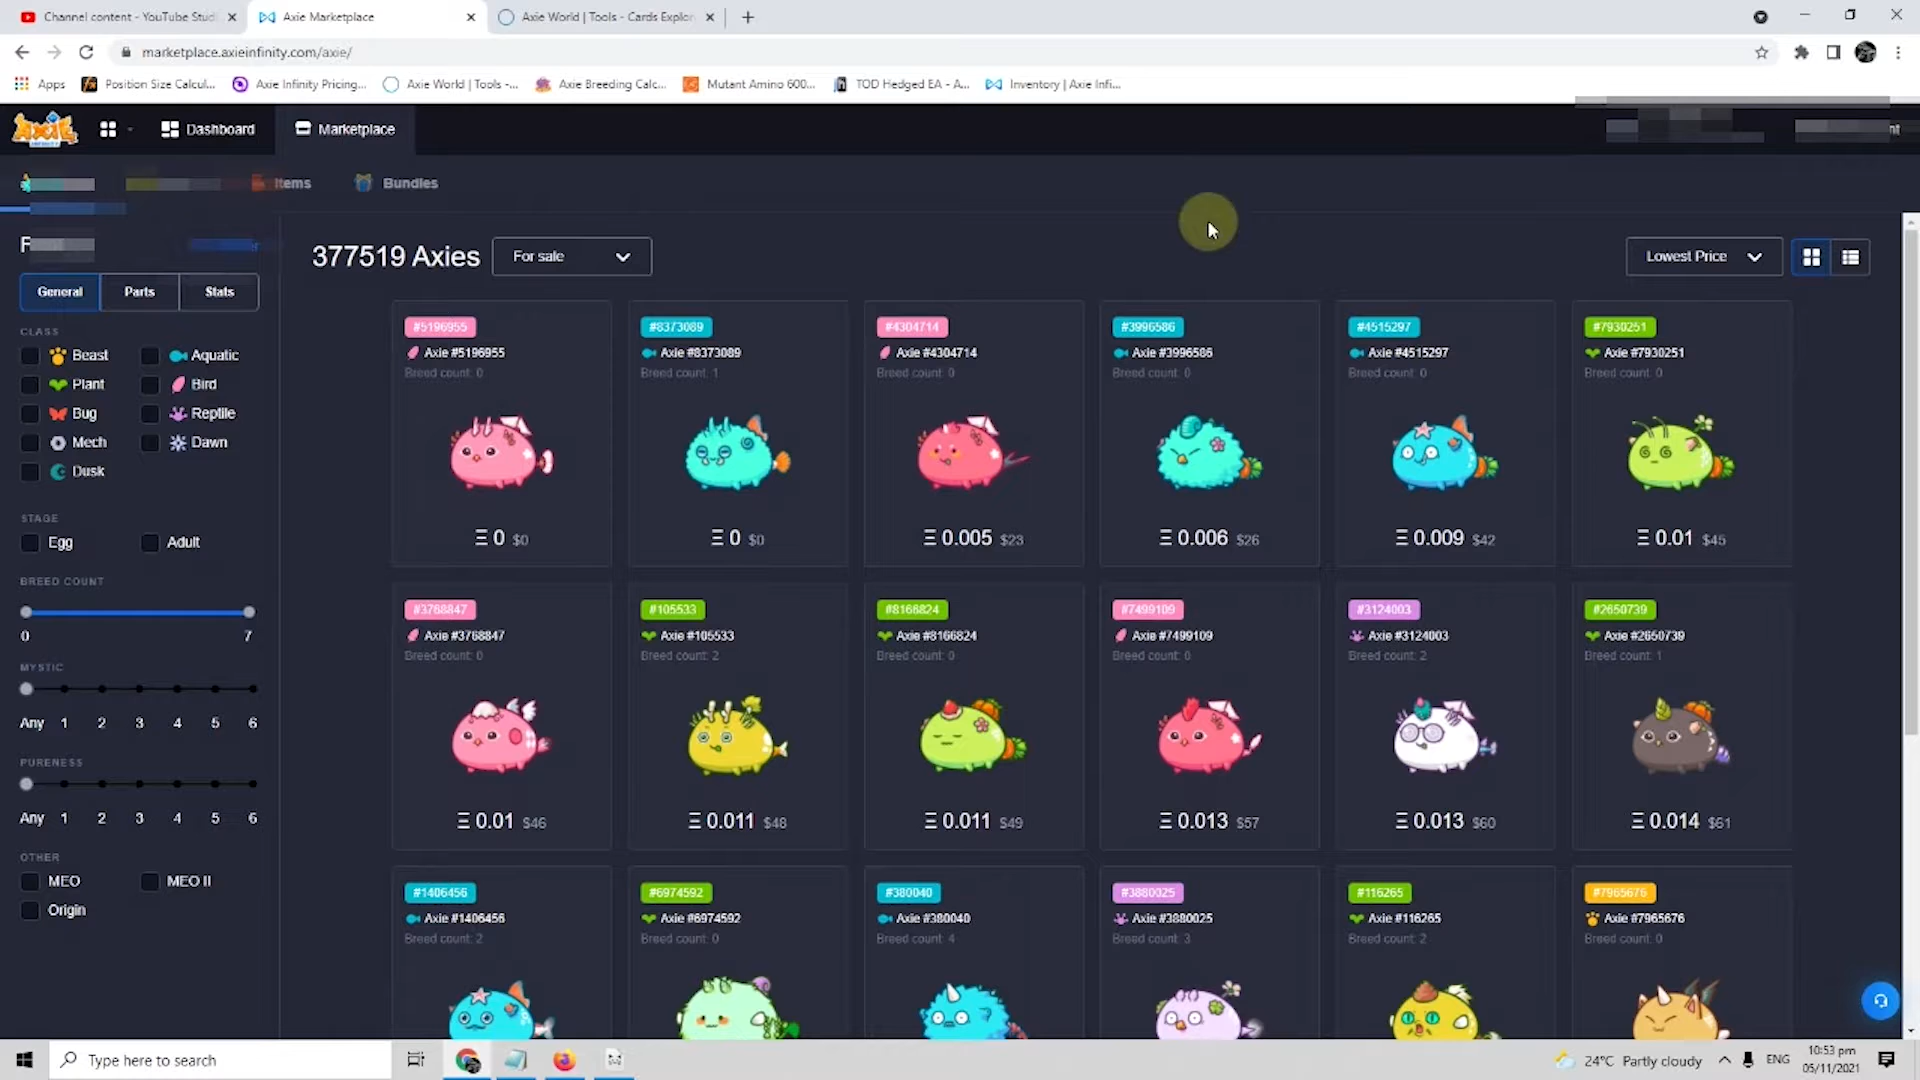 Channel content - YouTube Studi
Axie Marketplace
Axie World | Tools - Cards Explor
marketplace.axieinfinity.com/axie/
Apps
Position Size Calcul...
Axie Infinity Pricing...
Axie World | Tools -...
Axie Breeding Calc...
Mutant Amino 600...
TOD Hedged EA - A...
Inventory | Axie Infi...
AXIE
INFINITY
Dashboard
Marketplace
nt
Items
Bundles
F
377519 Axies
For sale
Lowest Price
General
Parts
Stats
CLASS
Beast
Aquatic
Plant
Bird
Bug
Reptile
Mech
Dawn
Dusk
STAGE
Egg
Adult
BREED COUNT
0
7
MYSTIC
Any 1 2 3 4 5 6
PURENESS
Any 1 2 3 4 5 6
OTHER
MEO
MEO II
Origin
#5196955
Axie #5196955
Breed count: 0
Ξ 0 $0
#8373089
Axie #8373089
Breed count: 1
Ξ 0 $0
#4304714
Axie #4304714
Breed count: 0
Ξ 0.005 $23
#3996586
Axie #3996586
Breed count: 0
Ξ 0.006 $26
#4515297
Axie #4515297
Breed count: 0
Ξ 0.009 $42
#7930251
Axie #7930251
Breed count: 0
Ξ 0.01 $45
#3768847
Axie #3768847
Breed count: 0
Ξ 0.01 $46
#105533
Axie #105533
Breed count: 2
Ξ 0.011 $48
#8166824
Axie #8166824
Breed count: 0
Ξ 0.011 $49
#7499109
Axie #7499109
Breed count: 0
Ξ 0.013 $57
#3124003
Axie #3124003
Breed count: 2
Ξ 0.013 $60
#2650739
Axie #2650739
Breed count: 1
Ξ 0.014 $61
#1406456
Axie #1406456
Breed count: 2
#6974592
Axie #6974592
Breed count: 0
#380040
Axie #380040
Breed count: 4
#3880025
Axie #3880025
Breed count: 3
#116265
Axie #116265
Breed count: 2
#7965676
Axie #7965676
Breed count: 0
Type here to search
24°C Partly cloudy
ENG
10:53 pm
05/11/2021